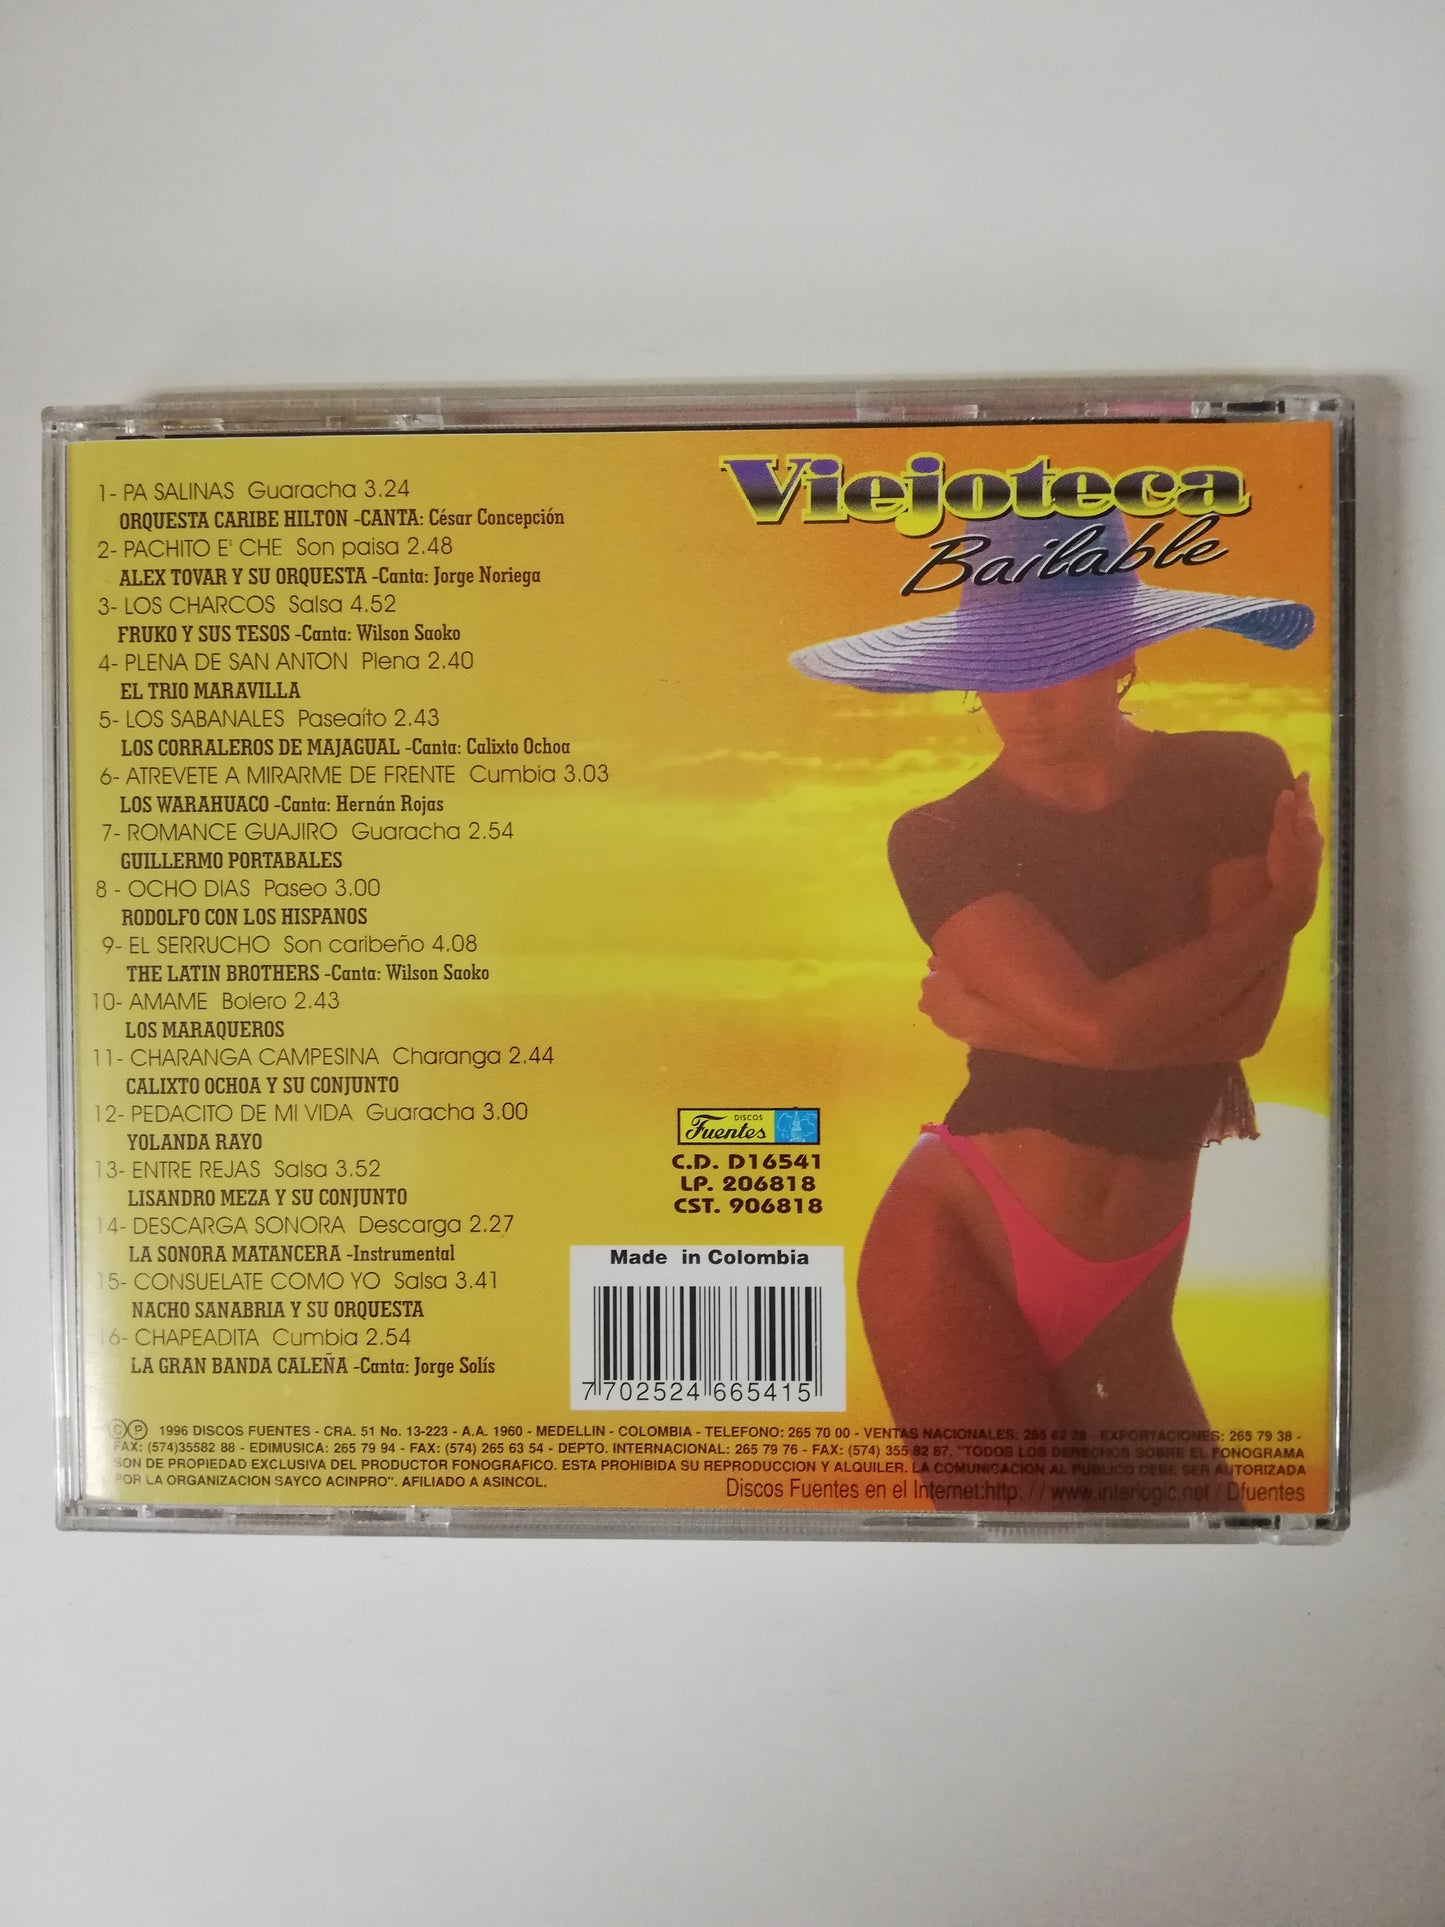 Viejoteca
Bailable
1- PA SALINAS Guaracha 3.24
ORQUESTA CARIBE HILTON -CANTA: César Concepción
2- PACHITO E' CHE Son paisa 2.48
ALEX TOVAR Y SU ORQUESTA -Canta: Jorge Noriega
3- LOS CHARCOS Salsa 4.52
FRUKO Y SUS TESOS -Canta: Wilson Saoko
4- PLENA DE SAN ANTON Plena 2.40
EL TRIO MARAVILLA
5- LOS SABANALES Paseaíto 2.43
LOS CORRALEROS DE MAJAGUAL -Canta: Calixto Ochoa
6- ATREVETE A MIRARME DE FRENTE Cumbia 3.03
LOS WARAHUACO -Canta: Hernán Rojas
7- ROMANCE GUAJIRO Guaracha 2.54
GUILLERMO PORTABALES
8 - OCHO DIAS Paseo 3.00
RODOLFO CON LOS HISPANOS
9- EL SERRUCHO Son caribeño 4.08
THE LATIN BROTHERS -Canta: Wilson Saoko
10- AMAME Bolero 2.43
LOS MARAQUEROS
11- CHARANGA CAMPESINA Charanga 2.44
CALIXTO OCHOA Y SU CONJUNTO
12- PEDACITO DE MI VIDA Guaracha 3.00
YOLANDA RAYO
13- ENTRE REJAS Salsa 3.52
LISANDRO MEZA Y SU CONJUNTO
14- DESCARGA SONORA Descarga 2.27
LA SONORA MATANCERA -Instrumental
15- CONSUELATE COMO YO Salsa 3.41
NACHO SANABRIA Y SU ORQUESTA
16- CHAPEADITA Cumbia 2.54
LA GRAN BANDA CALEÑA -Canta: Jorge Solís
DISCOS
Fuentes
C.D. D16541
LP. 206818
CST. 906818
Made in Colombia
7 702524 665415
© ℗ 1996 DISCOS FUENTES - CRA. 51 No. 13-223 - A.A. 1960 - MEDELLIN - COLOMBIA - TELEFONO: 265 70 00 - VENTAS NACIONALES: 265 62 28 - EXPORTACIONES: 265 79 38 -
FAX: (574)35582 88 - EDIMUSICA: 265 79 94 - FAX: (574) 265 63 54 - DEPTO. INTERNACIONAL: 265 79 76 - FAX: (574) 355 82 87. "TODOS LOS DERECHOS SOBRE EL FONOGRAMA
SON DE PROPIEDAD EXCLUSIVA DEL PRODUCTOR FONOGRAFICO. ESTA PROHIBIDA SU REPRODUCCION Y ALQUILER. LA COMUNICACION AL PUBLICO DEBE SER AUTORIZADA
POR LA ORGANIZACION SAYCO ACINPRO". AFILIADO A ASINCOL.
Discos Fuentes en el Internet:http: / / www.interlogic.net / Dfuentes